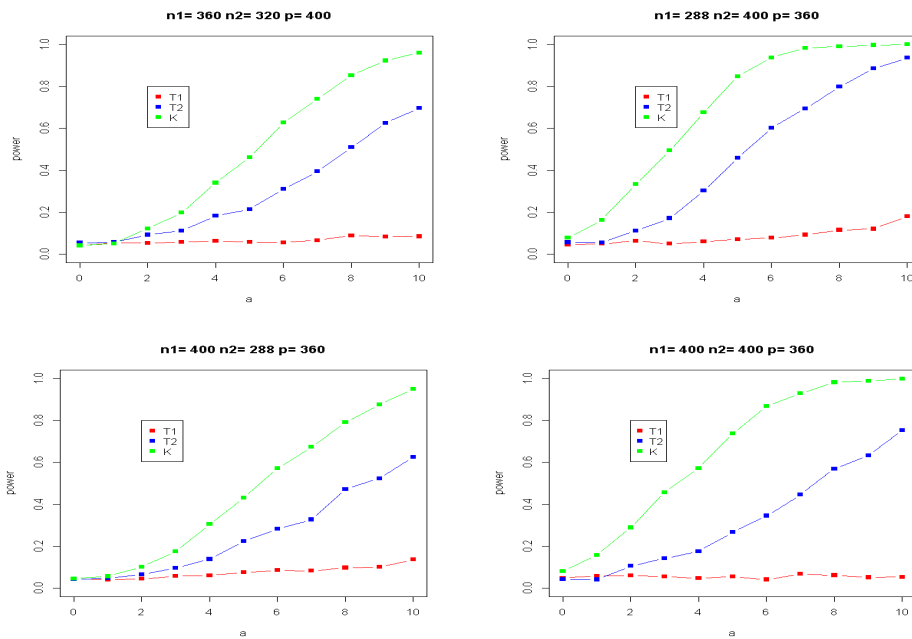 n1= 360 n2= 320 p= 400
power
0.0 0.2 0.4 0.6 0.8 1.0
T1
T2
K
0 2 4 6 8 10
a
n1= 288 n2= 400 p= 360
power
0.0 0.2 0.4 0.6 0.8 1.0
T1
T2
K
0 2 4 6 8 10
a
n1= 400 n2= 288 p= 360
power
0.0 0.2 0.4 0.6 0.8 1.0
T1
T2
K
0 2 4 6 8 10
a
n1= 400 n2= 400 p= 360
power
0.0 0.2 0.4 0.6 0.8 1.0
T1
T2
K
0 2 4 6 8 10
a